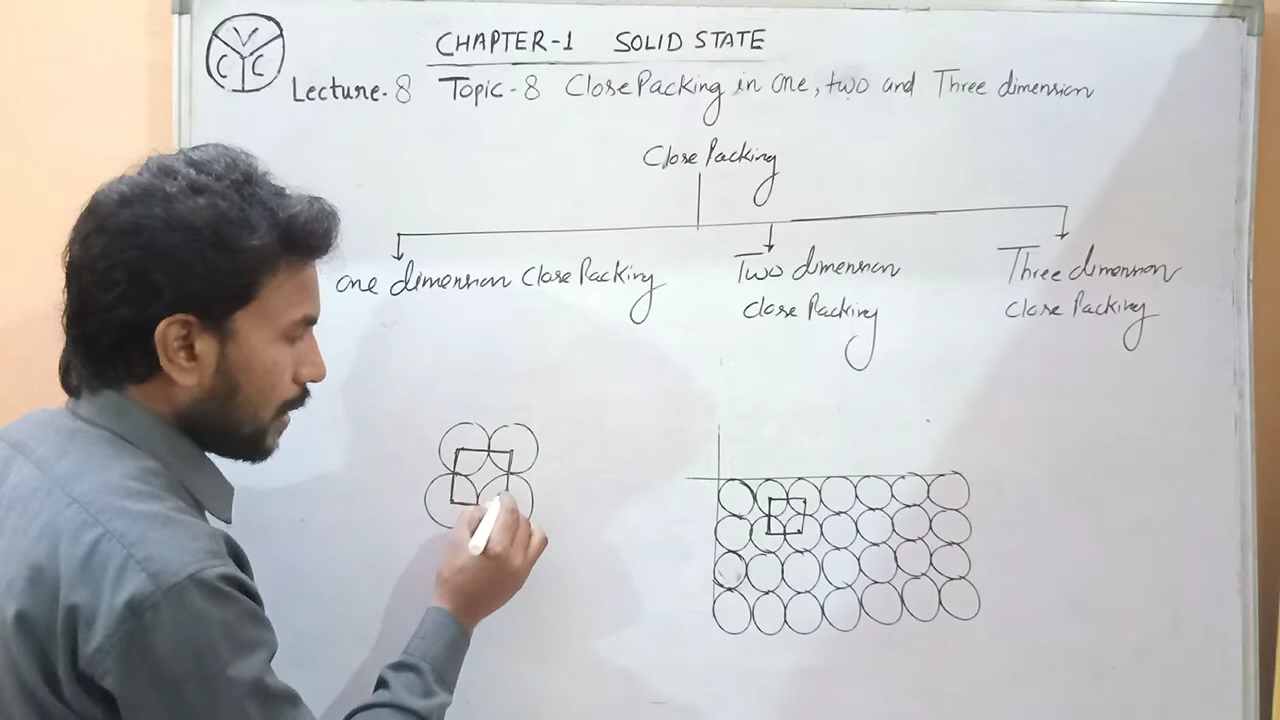 VCC
CHAPTER-1 SOLID STATE
Lecture-8 Topic-8 Close Packing in one, two and Three dimension
Close Packing
one dimension Close Packing
Two dimension
close Packing
Three dimension
close Packing